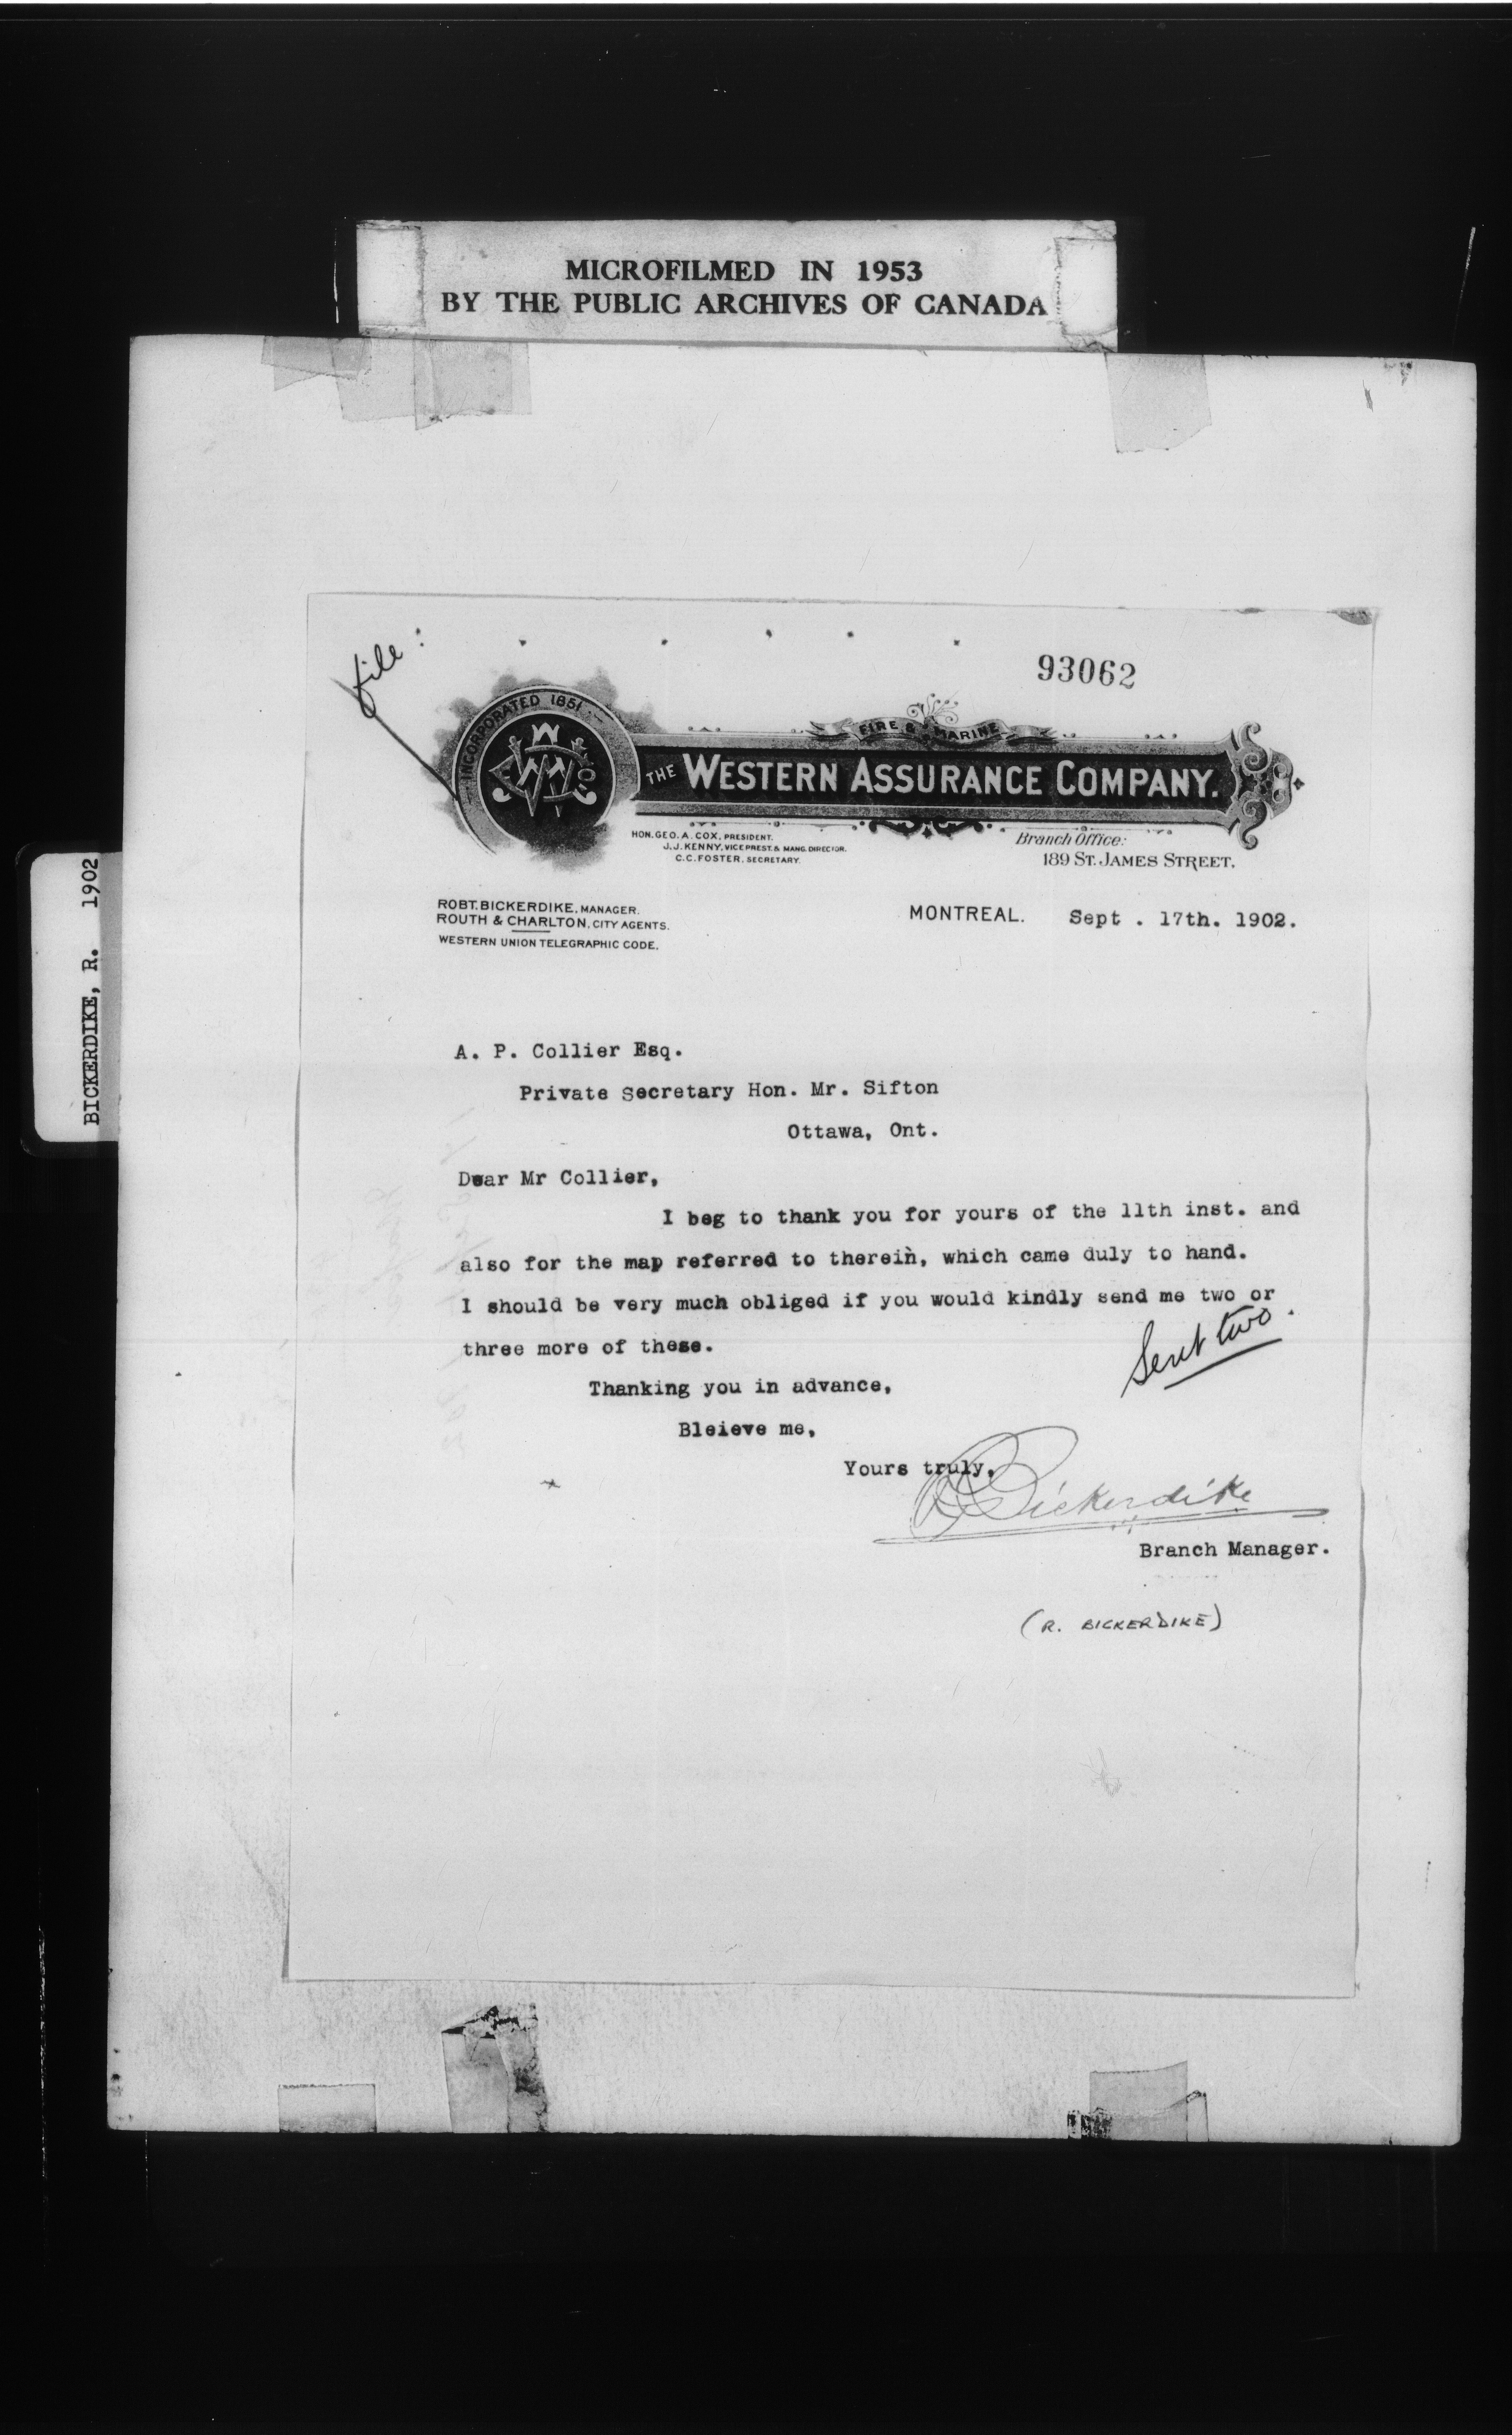 MICROFILMED IN 1953
BY THE PUBLIC ARCHIVES OF CANADA
BICKERDIKE, R. 1902
file:
93062
INCORPORATED 1851
FIRE & MARINE
THE WESTERN ASSURANCE COMPANY.
HON. GEO. A. COX, PRESIDENT.
J. J. KENNY, VICE PREST. & MANG. DIRECTOR.
C. C. FOSTER, SECRETARY.
Branch Office:
189 ST. JAMES STREET.
ROBT. BICKERDIKE, MANAGER.
ROUTH & CHARLTON, CITY AGENTS.
WESTERN UNION TELEGRAPHIC CODE.
MONTREAL. Sept . 17th. 1902.
A. P. Collier Esq.
Private Secretary Hon. Mr. Sifton
Ottawa, Ont.
Dear Mr Collier,
I beg to thank you for yours of the 11th inst. and
also for the map referred to therein, which came duly to hand.
I should be very much obliged if you would kindly send me two or
three more of these.
Sent two.
Thanking you in advance,
Bleieve me,
Yours truly,
R Bickerdike
Branch Manager.
(R. BICKERDIKE)